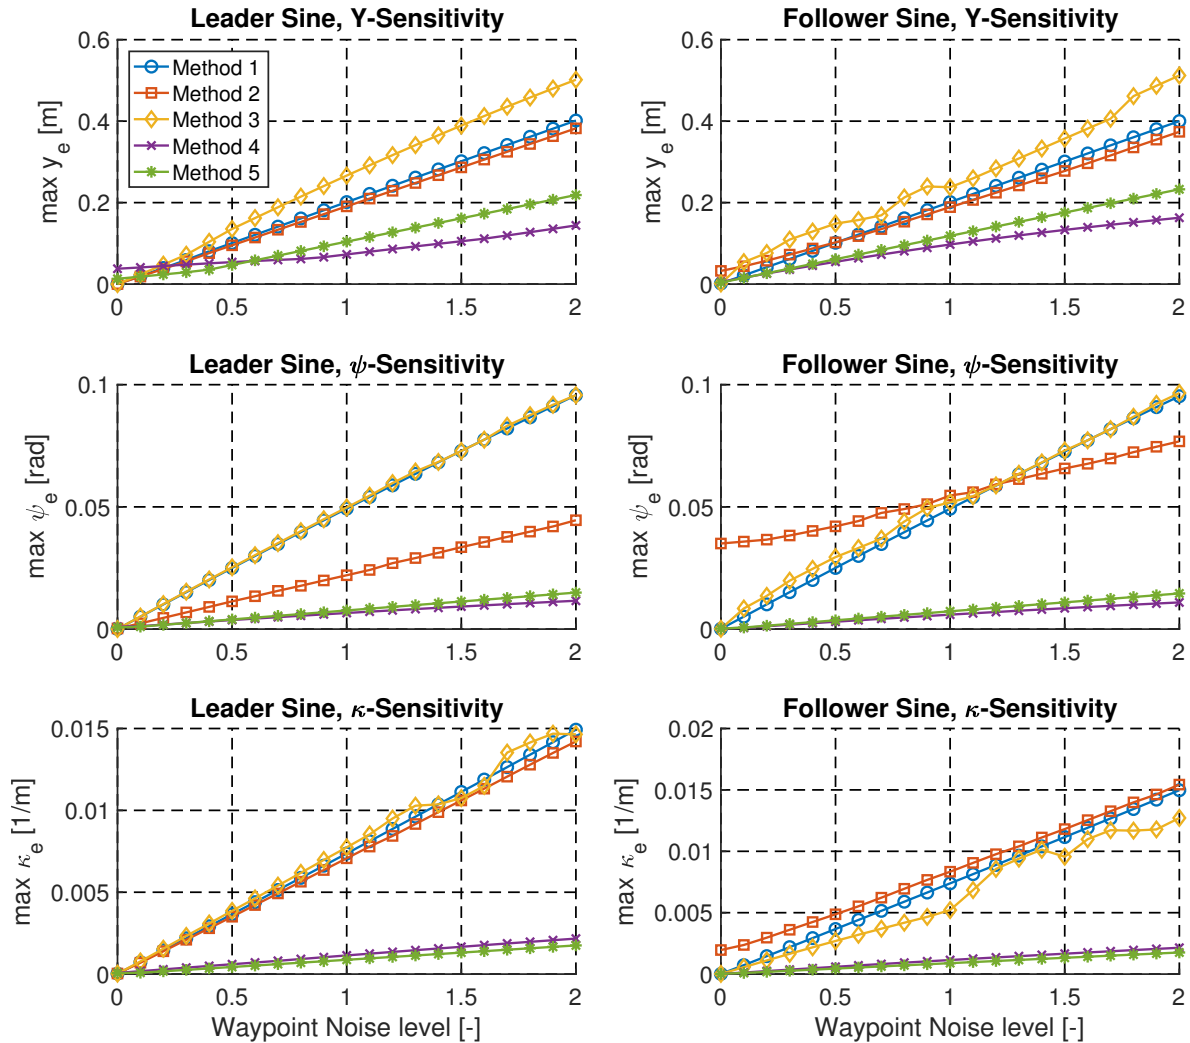 Leader Sine, Y-Sensitivity
0.6
0.4
0.2
0
max y_e [m]
Method 1
Method 2
Method 3
Method 4
Method 5
0 0.5 1 1.5 2
Follower Sine, Y-Sensitivity
0.6
0.4
0.2
0
max y_e [m]
0 0.5 1 1.5 2
Leader Sine, ψ-Sensitivity
0.1
0.05
0
max ψ_e [rad]
0 0.5 1 1.5 2
Follower Sine, ψ-Sensitivity
0.1
0.05
0
max ψ_e [rad]
0 0.5 1 1.5 2
Leader Sine, κ-Sensitivity
0.015
0.01
0.005
0
max κ_e [1/m]
0 0.5 1 1.5 2
Waypoint Noise level [-]
Follower Sine, κ-Sensitivity
0.02
0.015
0.01
0.005
0
max κ_e [1/m]
0 0.5 1 1.5 2
Waypoint Noise level [-]